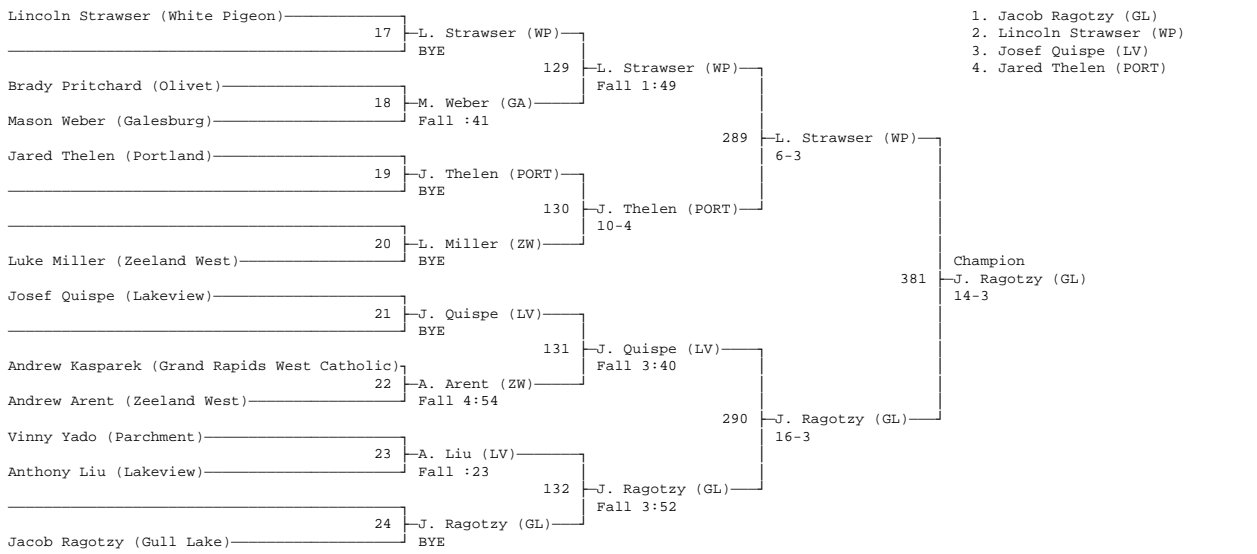 Lincoln Strawser (White Pigeon)
1. Jacob Ragotzy (GL)
17 L. Strawser (WP)
2. Lincoln Strawser (WP)
BYE
3. Josef Quispe (LV)
129 L. Strawser (WP)
4. Jared Thelen (PORT)
Brady Pritchard (Olivet)
Fall 1:49
18 M. Weber (GA)
Mason Weber (Galesburg)
Fall :41
289 L. Strawser (WP)
Jared Thelen (Portland)
6-3
19 J. Thelen (PORT)
BYE
130 J. Thelen (PORT)
10-4
20 L. Miller (ZW)
Luke Miller (Zeeland West)
BYE
Champion
381 J. Ragotzy (GL)
Josef Quispe (Lakeview)
14-3
21 J. Quispe (LV)
BYE
131 J. Quispe (LV)
Andrew Kasparek (Grand Rapids West Catholic)
Fall 3:40
22 A. Arent (ZW)
Andrew Arent (Zeeland West)
Fall 4:54
290 J. Ragotzy (GL)
Vinny Yado (Parchment)
16-3
23 A. Liu (LV)
Anthony Liu (Lakeview)
Fall :23
132 J. Ragotzy (GL)
Fall 3:52
24 J. Ragotzy (GL)
Jacob Ragotzy (Gull Lake)
BYE